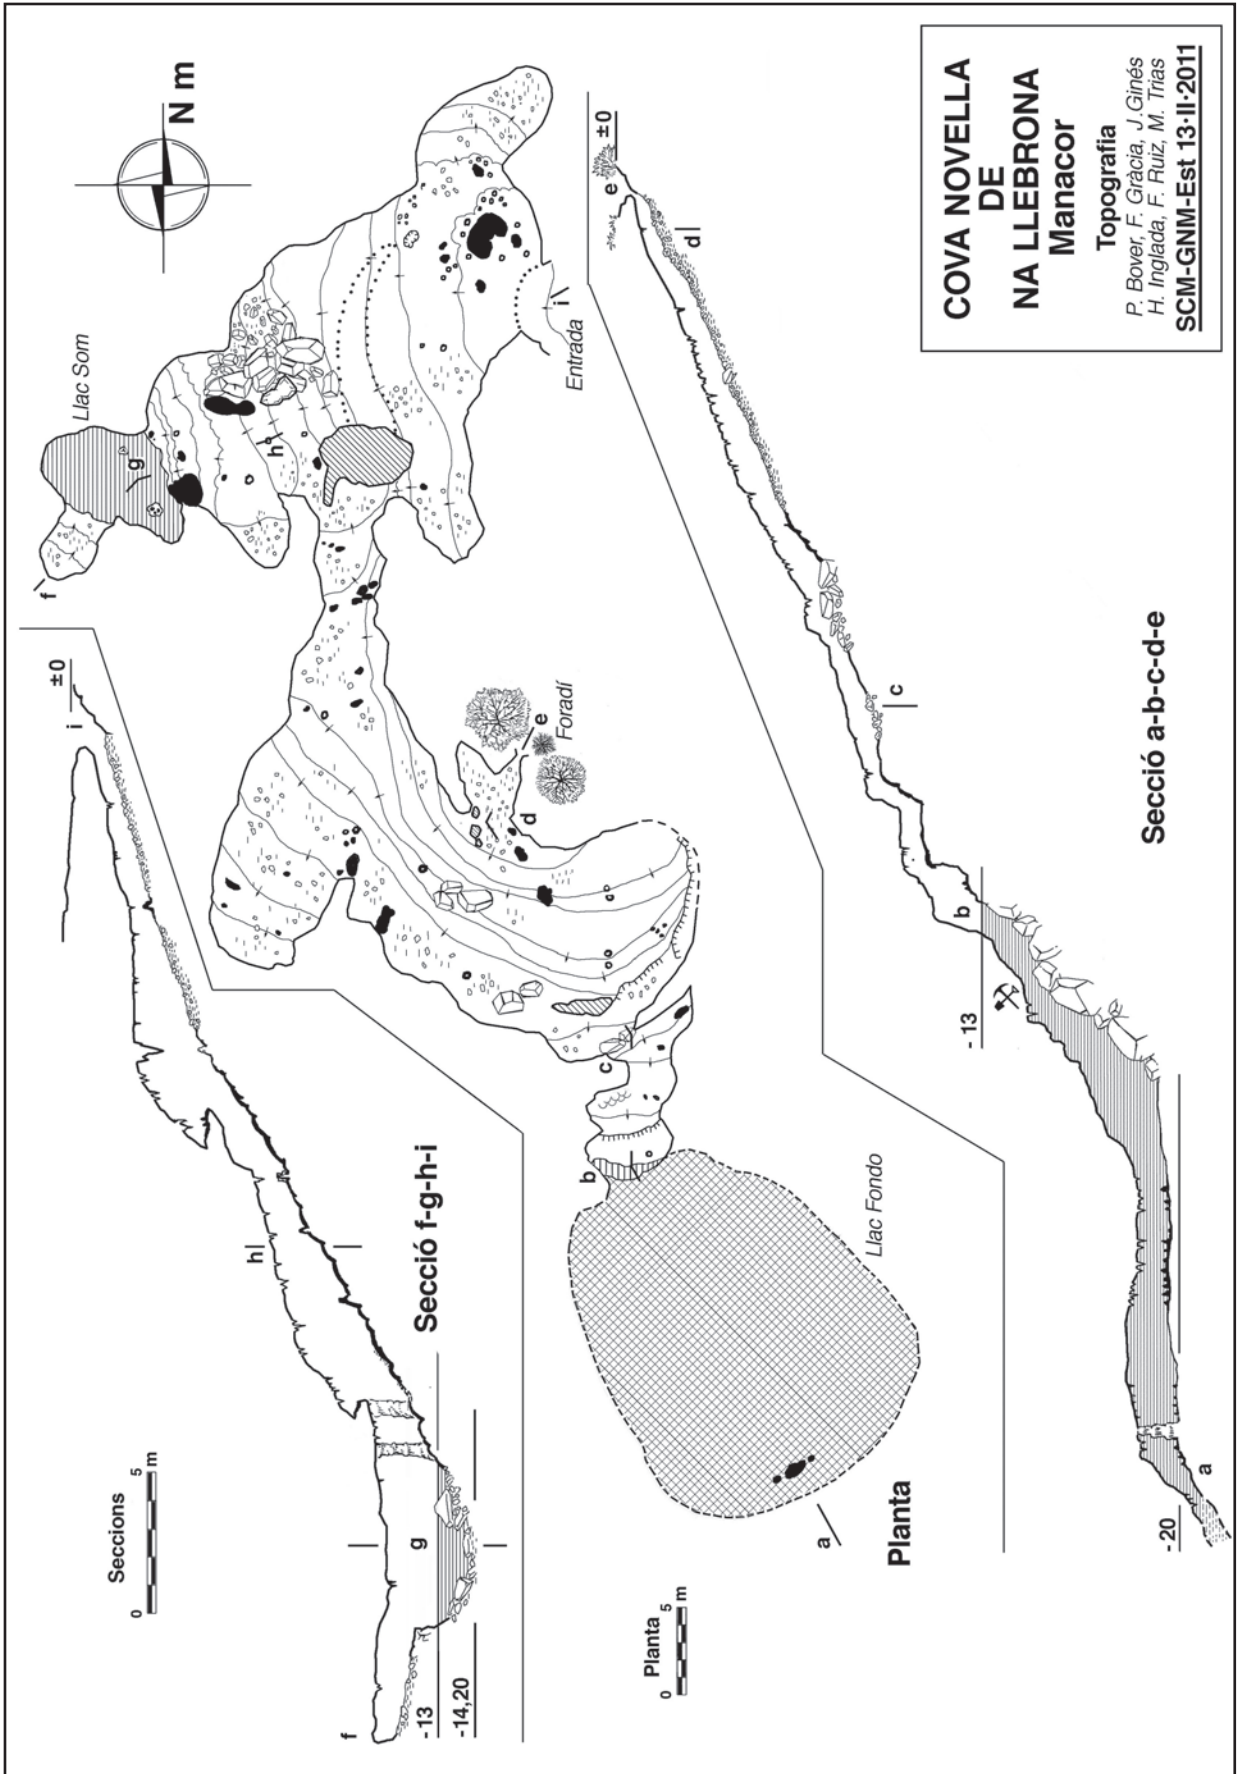 COVA NOVELLA
DE
NA LLEBRONA
Manacor
Topografia
P. Bover, F. Gràcia, J.Ginés
H. Inglada, F. Ruiz, M. Trias
SCM-GNM-Est 13·II·2011
N m
Llac Som
g
f
h
i
Entrada
e
Foradí
d
c
b
Llac Fondo
a
Planta
Planta
0 5 m
Seccions
0 5 m
Secció f-g-h-i
±0
i
h
g
f
-13
-14,20
Secció a-b-c-d-e
±0
e
d
c
b
-13
a
-20